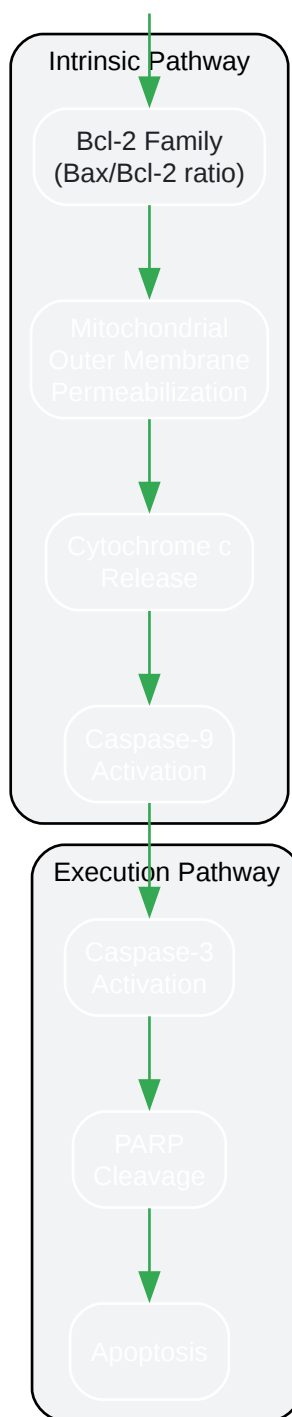 Intrinsic Pathway
Bcl-2 Family
(Bax/Bcl-2 ratio)
Mitochondrial
Outer Membrane
Permeabilization
Cytochrome c
Release
Caspase-9
Activation
Execution Pathway
Caspase-3
Activation
PARP
Cleavage
Apoptosis